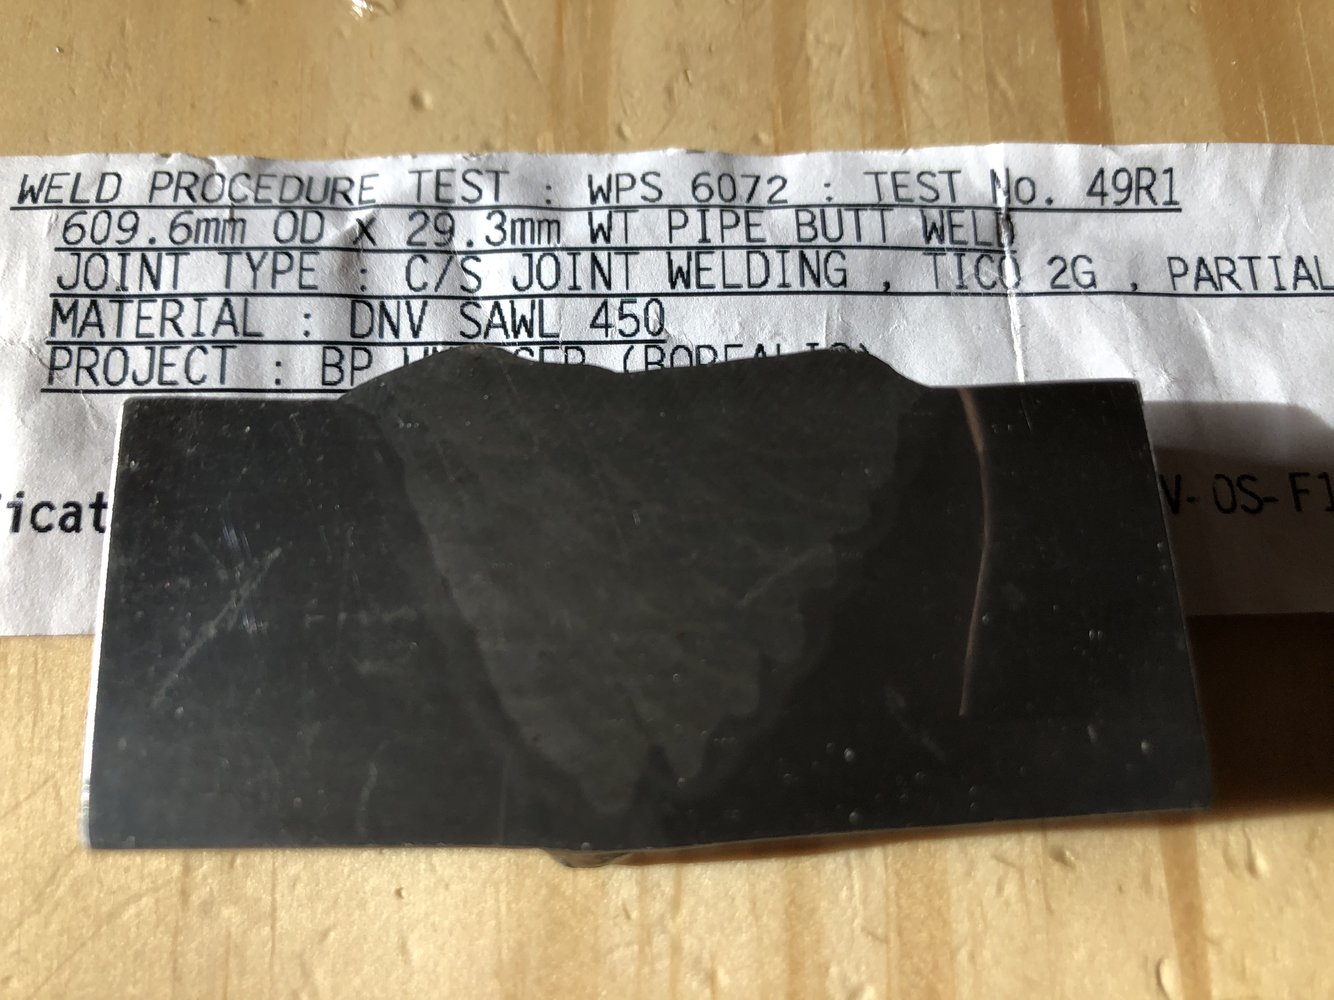 WELD PROCEDURE TEST : WPS 6072 : TEST No. 49R1
609.6mm OD x 29.3mm WT PIPE BUTT WELD
JOINT TYPE : C/S JOINT WELDING , TICO 2G , PARTIAL
MATERIAL : DNV SAWL 450
PROJECT : BP (BOREALIS)
icat V-OS-F1